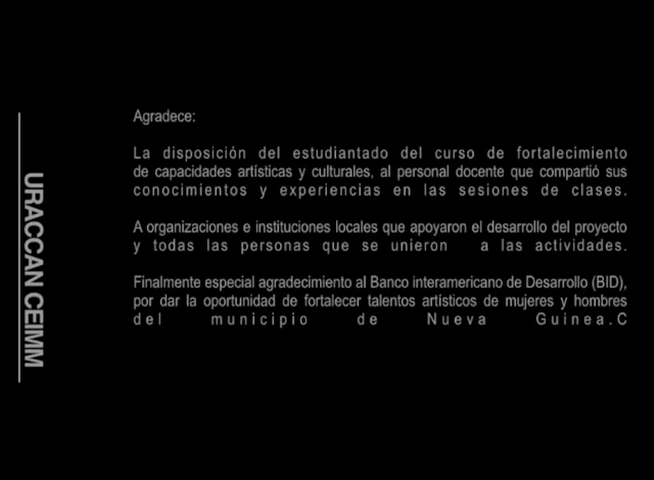 URACCAN CEIMM
Agradece:
La disposición del estudiantado del curso de fortalecimiento
de capacidades artísticas y culturales, al personal docente que compartió sus
conocimientos y experiencias en las sesiones de clases.
A organizaciones e instituciones locales que apoyaron el desarrollo del proyecto
y todas las personas que se unieron a las actividades.
Finalmente especial agradecimiento al Banco interamericano de Desarrollo (BID),
por dar la oportunidad de fortalecer talentos artísticos de mujeres y hombres
del municipio de Nueva Guinea.C